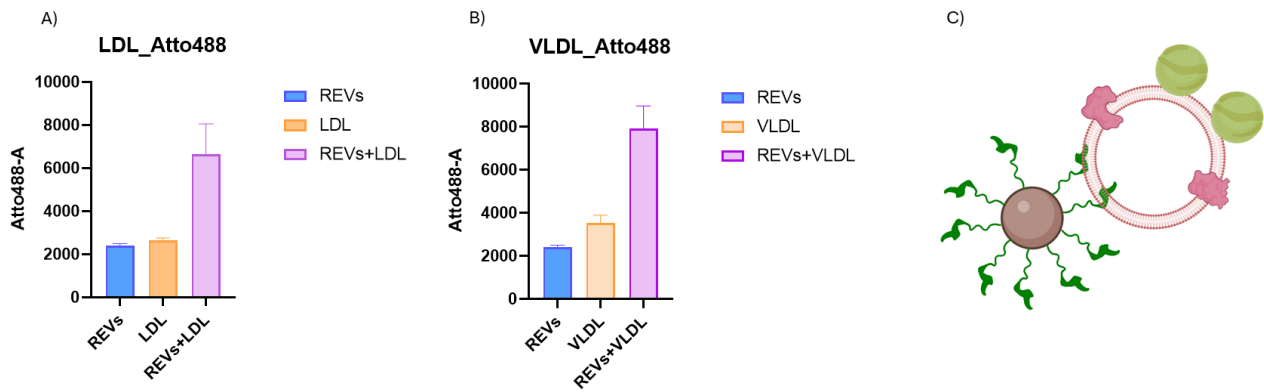 A)
LDL_Atto488
Atto488-A
10000
8000
6000
4000
2000
0
REVs
LDL
REVs+LDL
REVs
LDL
REVs+LDL
B)
VLDL_Atto488
Atto488-A
10000
8000
6000
4000
2000
0
REVs
VLDL
REVs+VLDL
REVs
VLDL
REVs+VLDL
C)